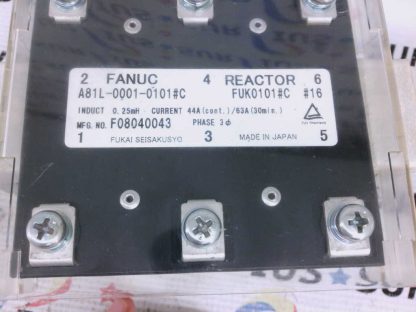 2 FANUC 4 REACTOR 6
A81L-0001-0101#C FUK0101#C #16
INDUCT 0.25mH CURRENT 44A(cont.)/63A(30min.)
MFG. NO. F08040043 PHASE 3φ
1 FUKAI SEISAKUSYO 3 MADE IN JAPAN 5